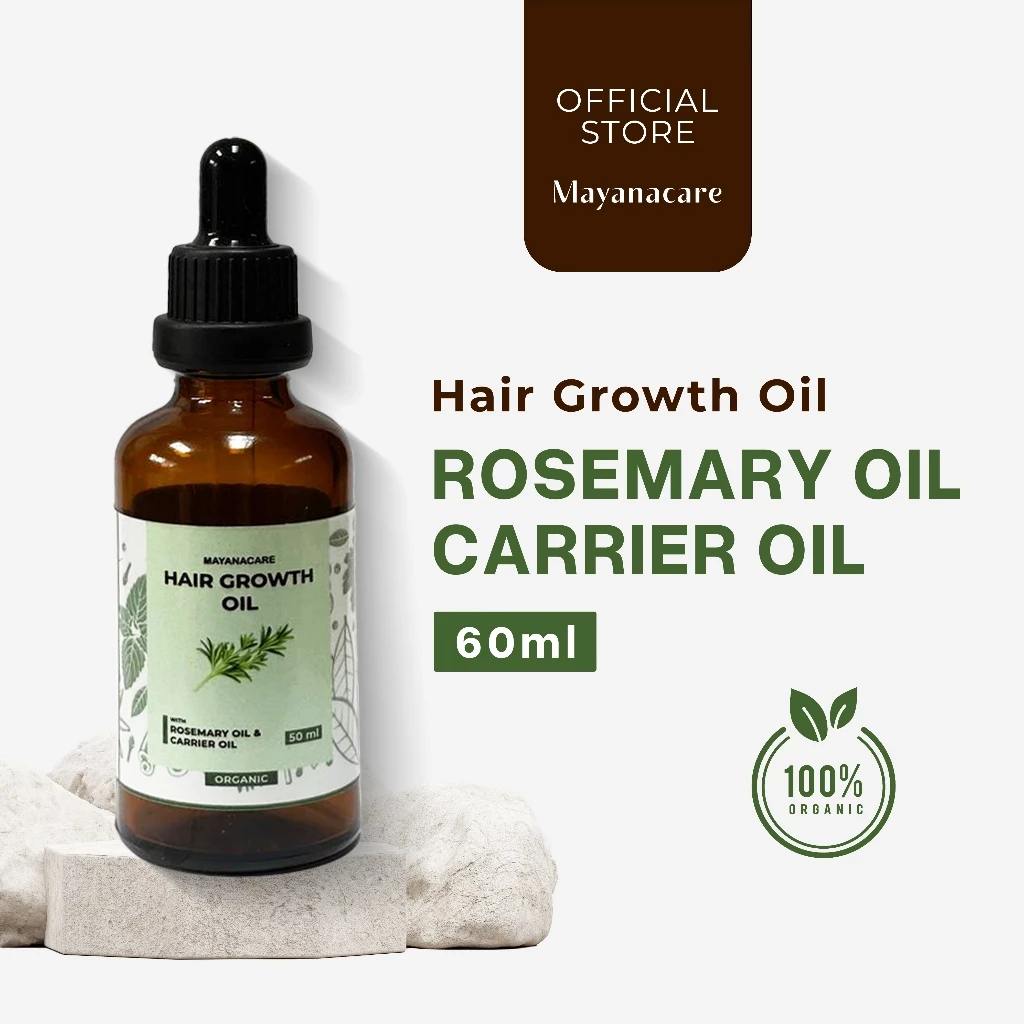 OFFICIAL
STORE
Mayanacare
Hair Growth Oil
ROSEMARY OIL
CARRIER OIL
60ml
100%
ORGANIC
MAYANACARE
HAIR GROWTH
OIL
WITH
ROSEMARY OIL &
CARRIER OIL
50 ml
ORGANIC